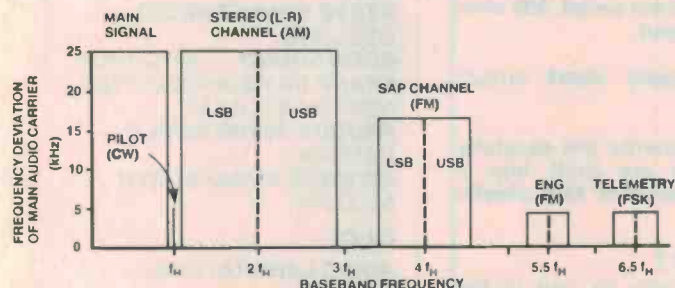 MAIN
SIGNAL
STEREO (L-R)
CHANNEL (AM)
FREQUENCY DEVIATION
OF MAIN AUDIO CARRIER
(kHz)
25
20
15
10
5
0
PILOT
(CW)
LSB
USB
SAP CHANNEL
(FM)
LSB
USB
ENG
(FM)
TELEMETRY
(FSK)
fH
2 fH
3 fH
4 fH
5.5 fH
6.5 fH
BASEBAND FREQUENCY